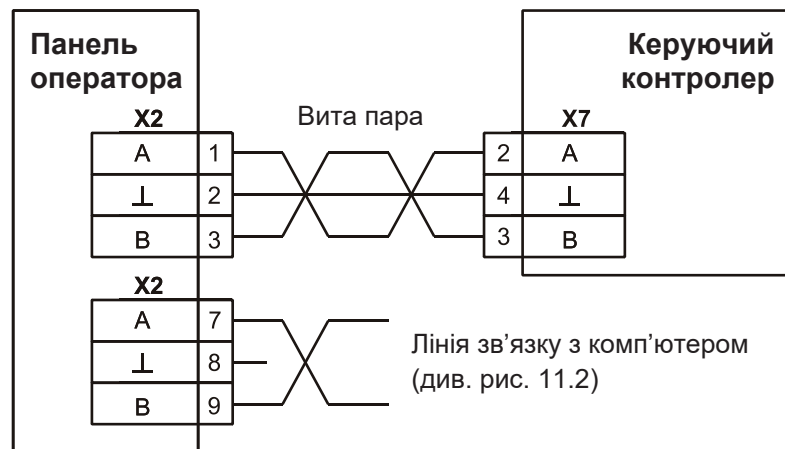 Панель
оператора
Керуючий
контролер
X2
Вита пара
X7
A 1
2 A
⊥ 2
4 ⊥
B 3
3 B
X2
A 7
⊥ 8
B 9
Лінія зв’язку з комп’ютером
(див. рис. 11.2)